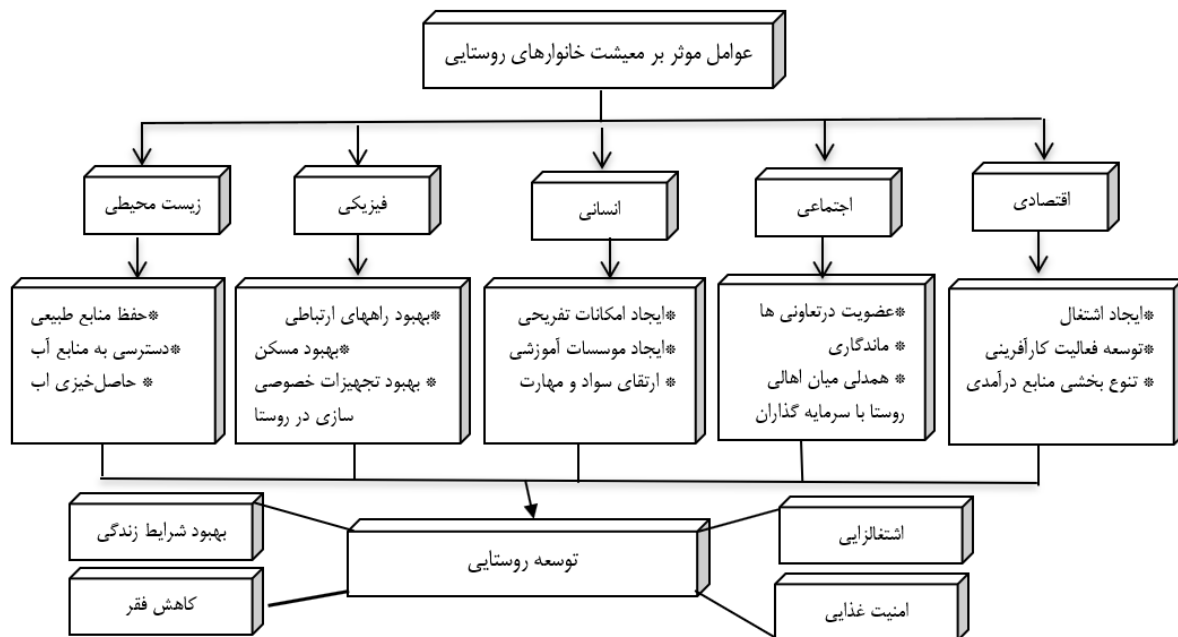 عوامل موثر بر معیشت خانوارهای روستایی
اقتصادی
اجتماعی
انسانی
فیزیکی
زیست محیطی
*ایجاد اشتغال
*توسعه فعالیت کارآفرینی
* تنوع بخشی منابع درآمدی
*عضویت درتعاونی ها
* ماندگاری
* همدلی میان اهالی
روستا با سرمایه گذاران
*ایجاد امکانات تفریحی
*ایجاد موسسات آموزشی
* ارتقای سواد و مهارت
*بهبود راههای ارتباطی
*بهبود مسکن
* بهبود تجهیزات خصوصی
سازی در روستا
*حفظ منابع طبیعی
*دسترسی به منابع آب
* حاصل‌خیزی اب
توسعه روستایی
اشتغالزایی
امنیت غذایی
بهبود شرایط زندگی
کاهش فقر